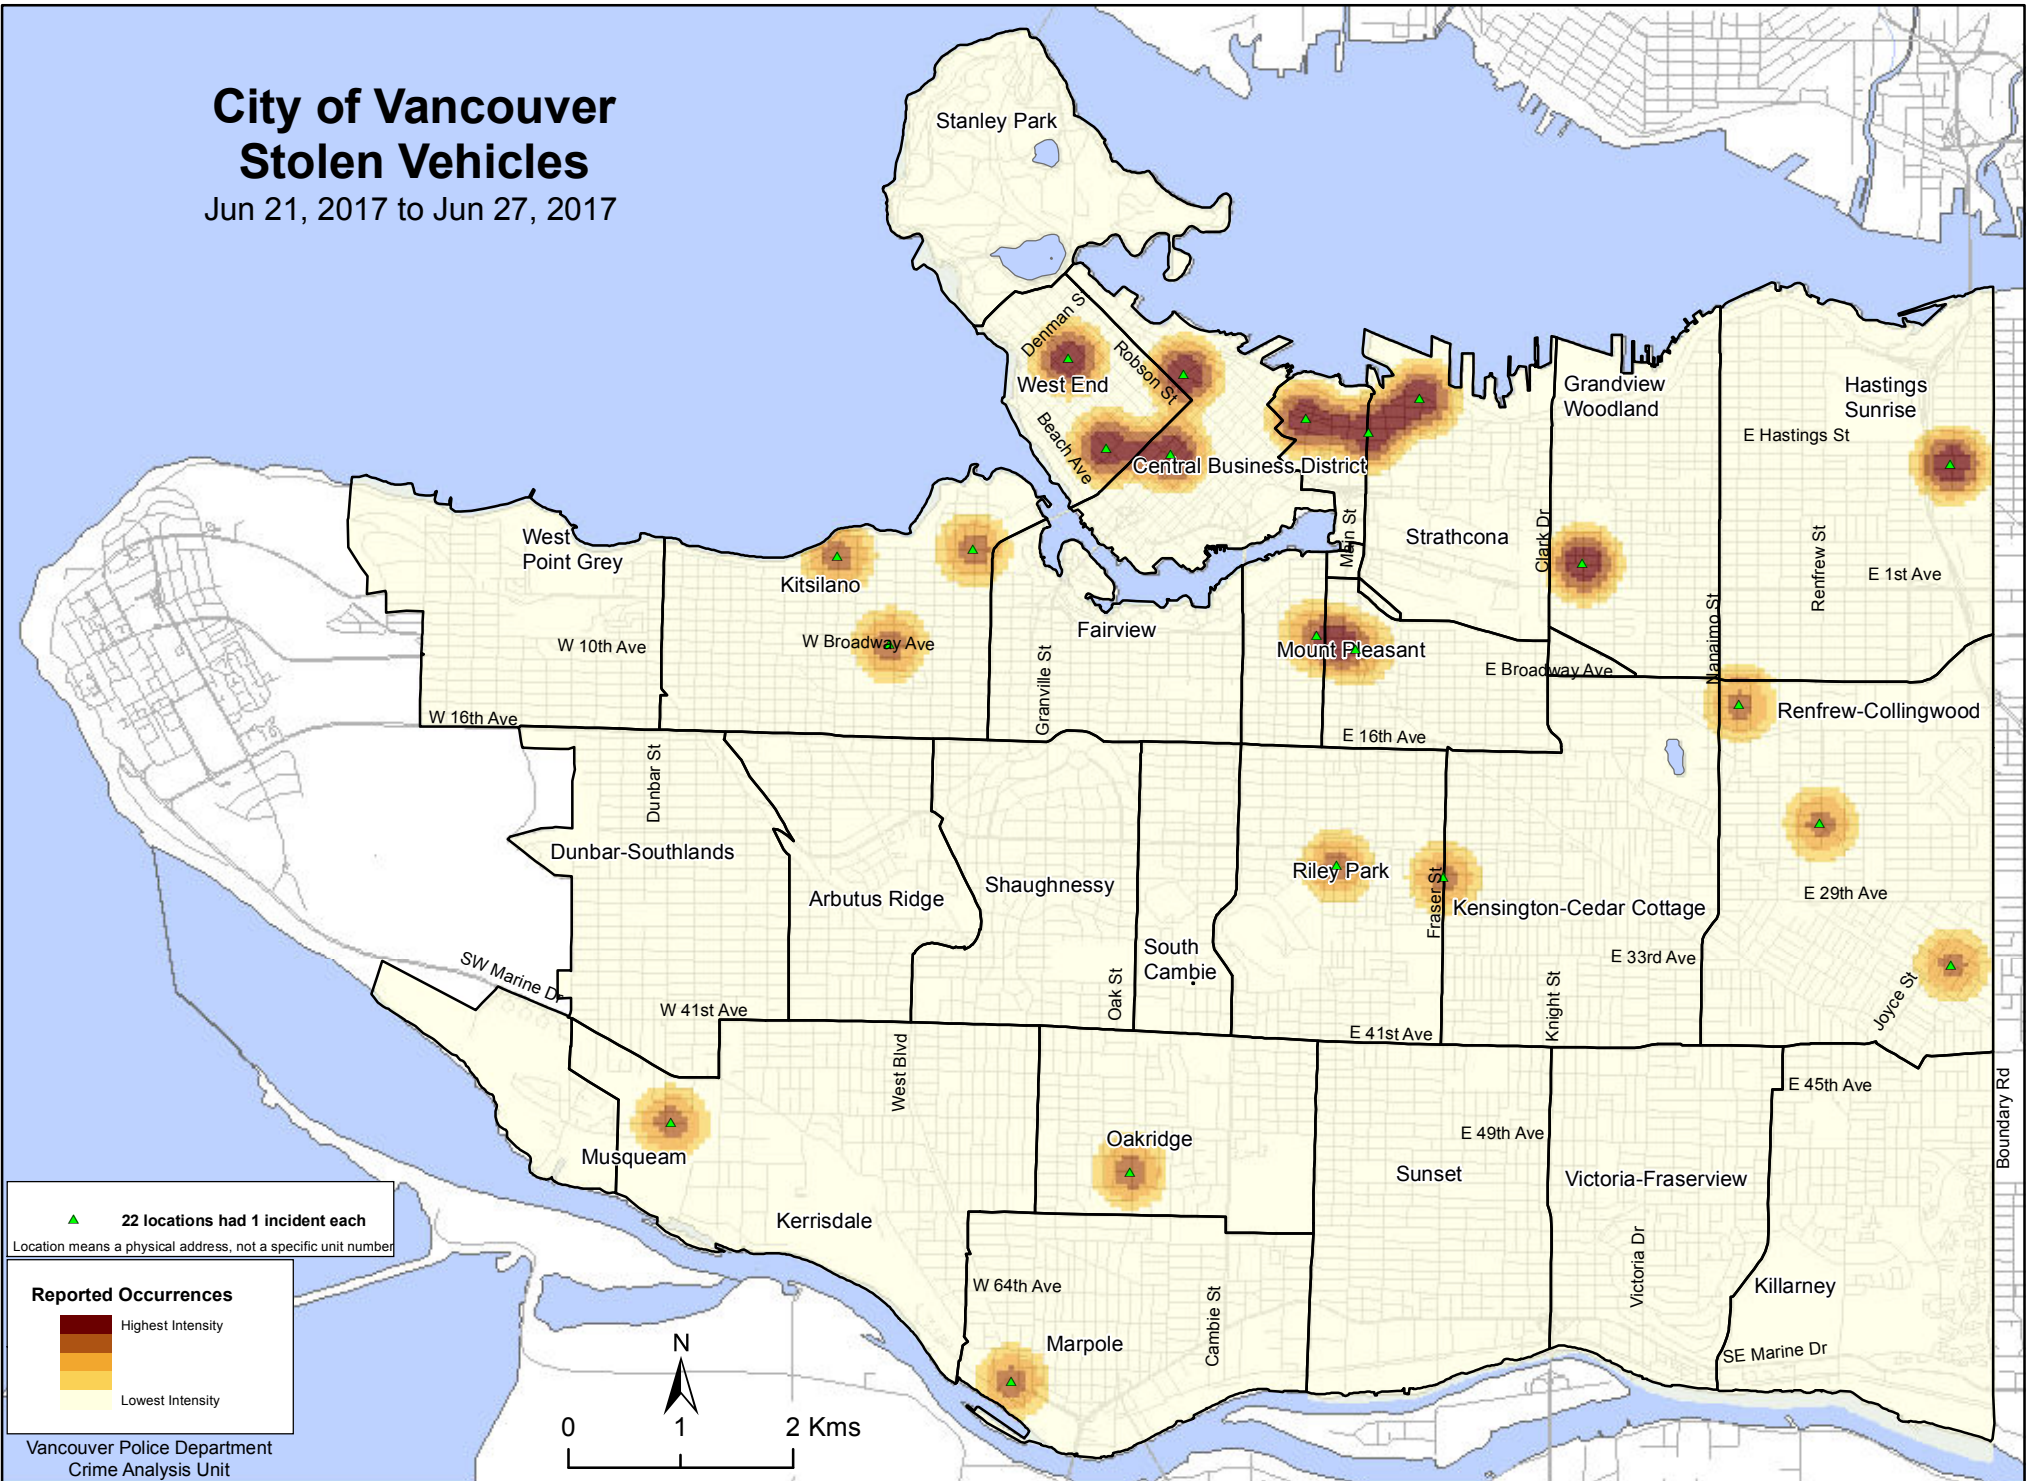 City of Vancouver
Stolen Vehicles
Jun 21, 2017 to Jun 27, 2017
Stanley Park
Denman S
Robson St
West End
Beach Ave
Central Business District
Grandview
Woodland
Hastings
Sunrise
E Hastings St
West
Point Grey
Kitsilano
Main St
Strathcona
Clark Dr
Renfrew St
E 1st Ave
W 10th Ave
W Broadway Ave
Fairview
Granville St
Mount Pleasant
E Broadway Ave
Nanaimo St
W 16th Ave
E 16th Ave
Renfrew-Collingwood
Dunbar St
Dunbar-Southlands
Arbutus Ridge
Shaughnessy
Riley Park
Fraser St
Kensington-Cedar Cottage
E 29th Ave
South
Cambie
E 33rd Ave
SW Marine Dr
W 41st Ave
Oak St
E 41st Ave
Knight St
Joyce St
West Blvd
E 45th Ave
Boundary Rd
Musqueam
Oakridge
E 49th Ave
Sunset
Victoria-Fraserview
Kerrisdale
W 64th Ave
Cambie St
Victoria Dr
Killarney
Marpole
SE Marine Dr
22 locations had 1 incident each
Location means a physical address, not a specific unit number
Reported Occurrences
Highest Intensity
Lowest Intensity
N
0 1 2 Kms
Vancouver Police Department
Crime Analysis Unit